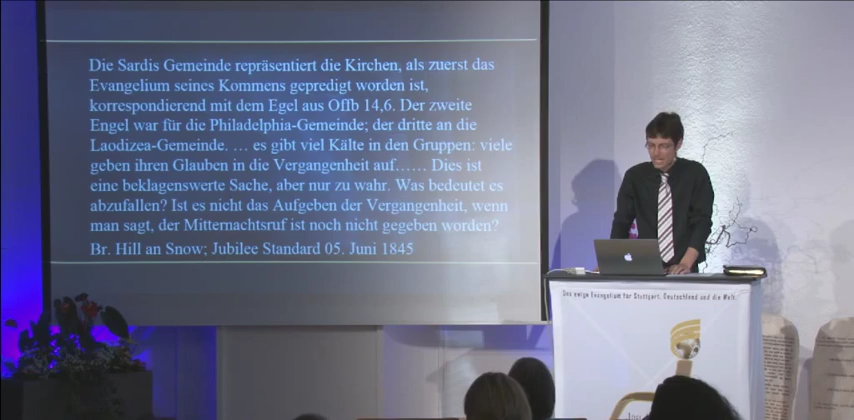 Die Sardis Gemeinde repräsentiert die Kirchen, als zuerst das
Evangelium seines Kommens gepredigt worden ist,
korrespondierend mit dem Egel aus Offb 14,6. Der zweite
Engel war für die Philadelphia-Gemeinde; der dritte an die
Laodizea-Gemeinde. … es gibt viel Kälte in den Gruppen: viele
geben ihren Glauben in die Vergangenheit auf…… Dies ist
eine beklagenswerte Sache, aber nur zu wahr. Was bedeutet es
abzufallen? Ist es nicht das Aufgeben der Vergangenheit, wenn
man sagt, der Mitternachtsruf ist noch nicht gegeben worden?
Br. Hill an Snow; Jubilee Standard 05. Juni 1845
Das ewige Evangelium für Stuttgart, Deutschland und die Welt